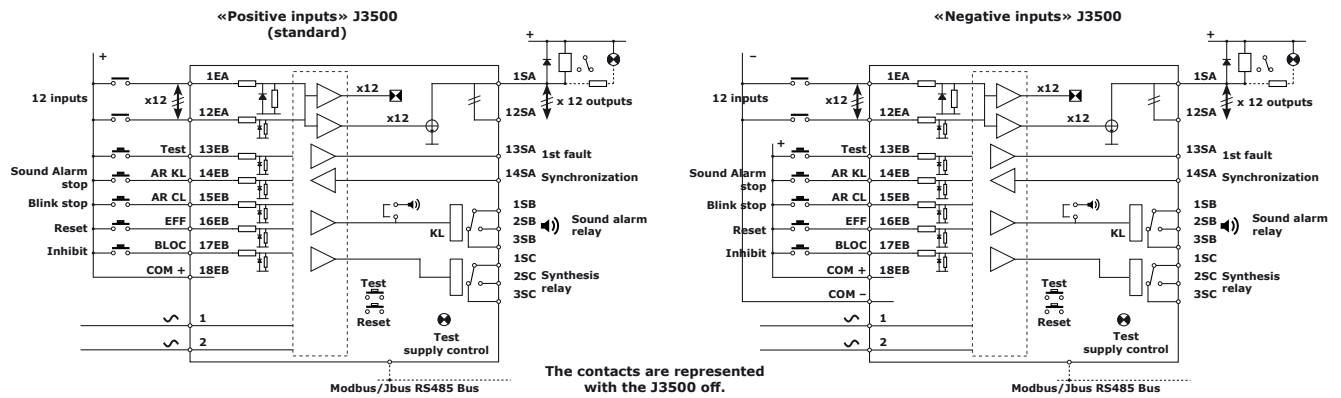 «Positive inputs» J3500
(standard)
+
+
12 inputs
x12
1EA
12EA
x12
x12
1SA
x 12 outputs
12SA
Test
13EB
13SA
1st fault
Sound Alarm
stop
AR KL
14EB
14SA
Synchronization
Blink stop
AR CL
15EB
Reset
EFF
16EB
Inhibit
BLOC
17EB
COM +
18EB
KL
1SB
2SB
3SB
Sound alarm
relay
1SC
2SC
3SC
Synthesis
relay
Test
Reset
1
2
Test
supply control
Modbus/Jbus RS485 Bus
The contacts are represented
with the J3500 off.
«Negative inputs» J3500
–
+
12 inputs
x12
1EA
12EA
x12
x12
1SA
x 12 outputs
12SA
+
Test
13EB
13SA
1st fault
Sound Alarm
stop
AR KL
14EB
14SA
Synchronization
Blink stop
AR CL
15EB
Reset
EFF
16EB
Inhibit
BLOC
17EB
COM +
18EB
COM –
KL
1SB
2SB
3SB
Sound alarm
relay
1SC
2SC
3SC
Synthesis
relay
Test
Reset
1
2
Test
supply control
Modbus/Jbus RS485 Bus